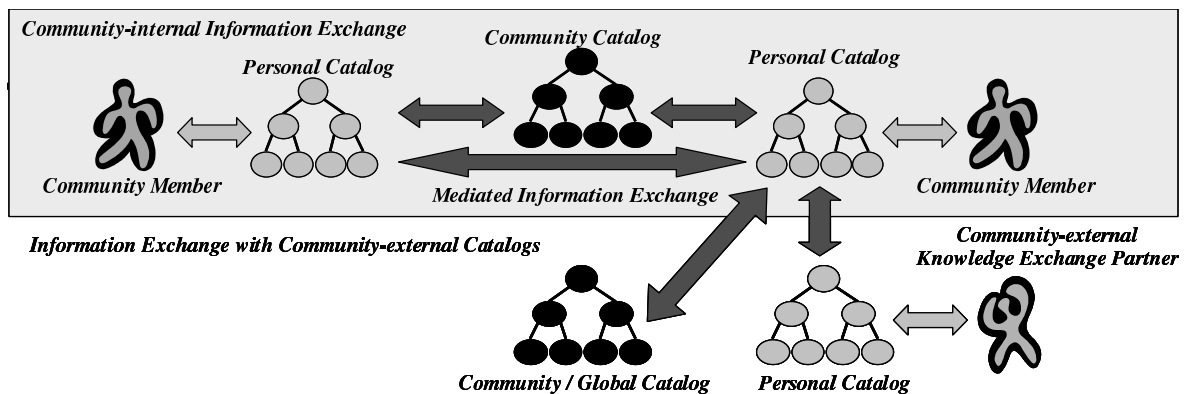 Community-internal Information Exchange
Community Catalog
Personal Catalog
Personal Catalog
Community Member
Mediated Information Exchange
Community Member
Information Exchange with Community-external Catalogs
Community-external
Knowledge Exchange Partner
Community / Global Catalog
Personal Catalog